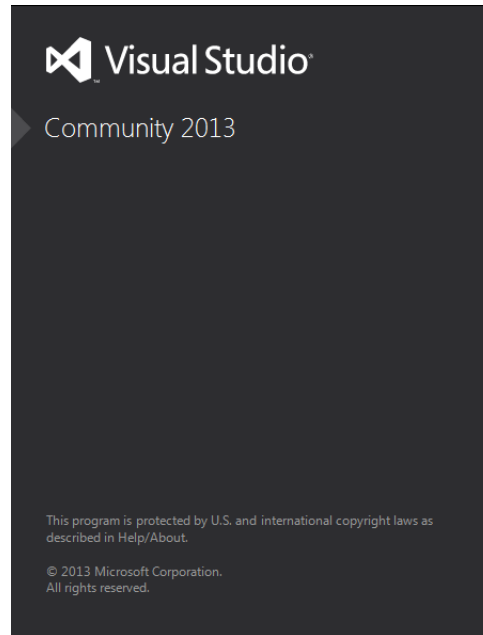 Visual Studio®
Community 2013
This program is protected by U.S. and international copyright laws as
described in Help/About.
© 2013 Microsoft Corporation.
All rights reserved.